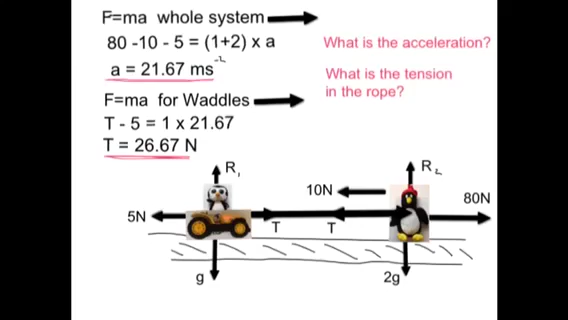 F=ma whole system
80 -10 - 5 = (1+2) x a
a = 21.67 ms⁻²
F=ma for Waddles
T - 5 = 1 x 21.67
T = 26.67 N
What is the acceleration?
What is the tension
in the rope?
R₁
R₂
10N
80N
5N
T
T
g
2g